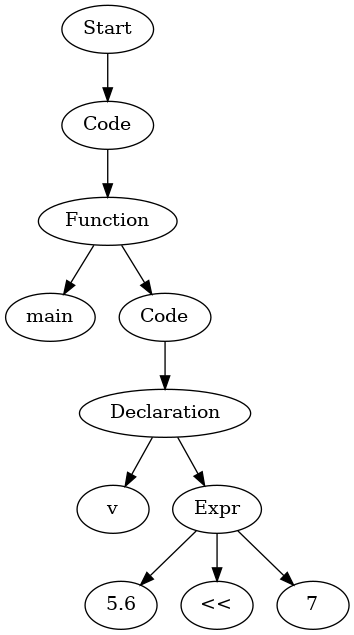 Start
Code
Function
main
Code
Declaration
v
Expr
5.6
<<
7